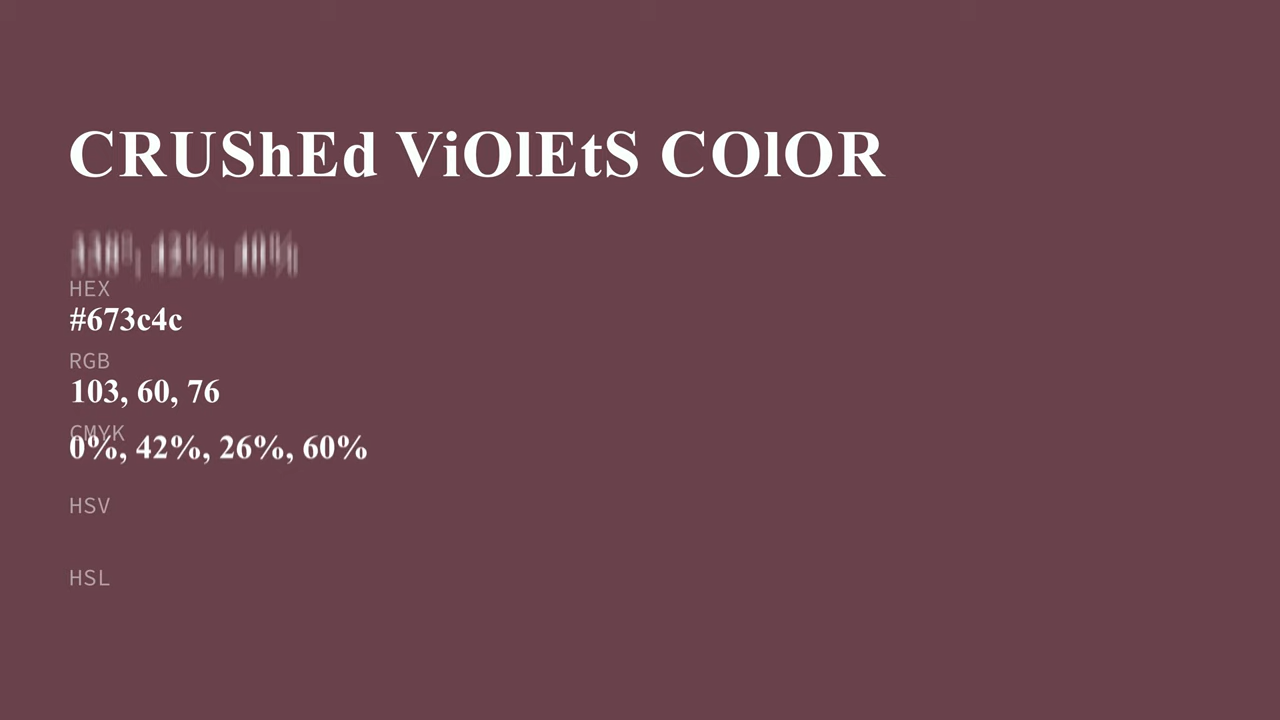 CRUShEd ViOlEtS COlOR
HEX
#673c4c
RGB
103, 60, 76
CMYK
0%, 42%, 26%, 60%
HSV
HSL